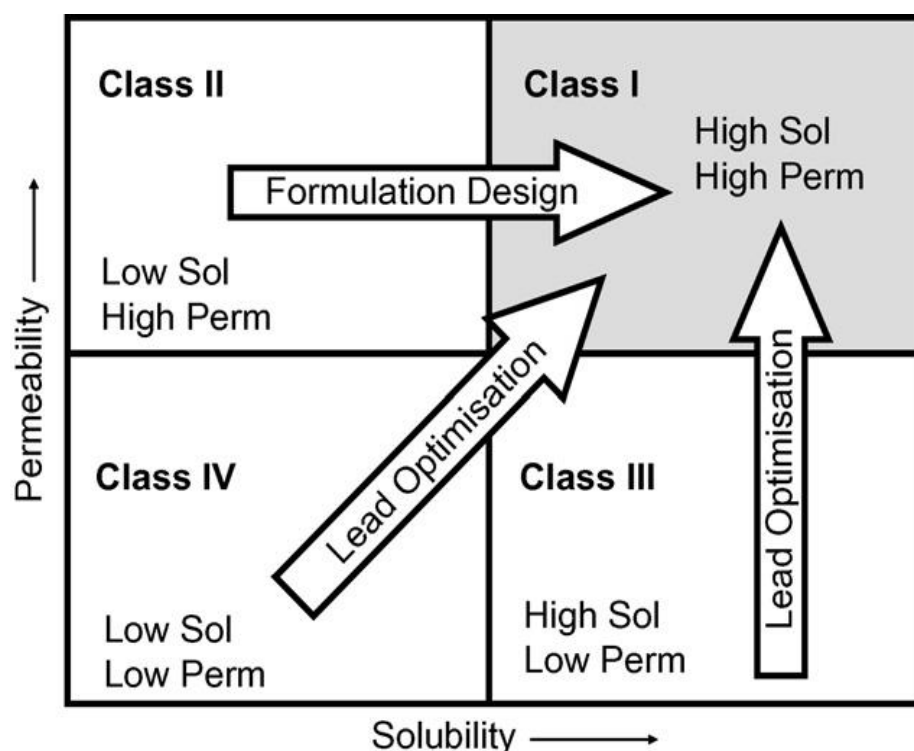 Class II
Class I
High Sol
High Perm
Formulation Design
Low Sol
High Perm
Permeability
Lead Optimisation
Lead Optimisation
Class IV
Class III
Low Sol
Low Perm
High Sol
Low Perm
Solubility